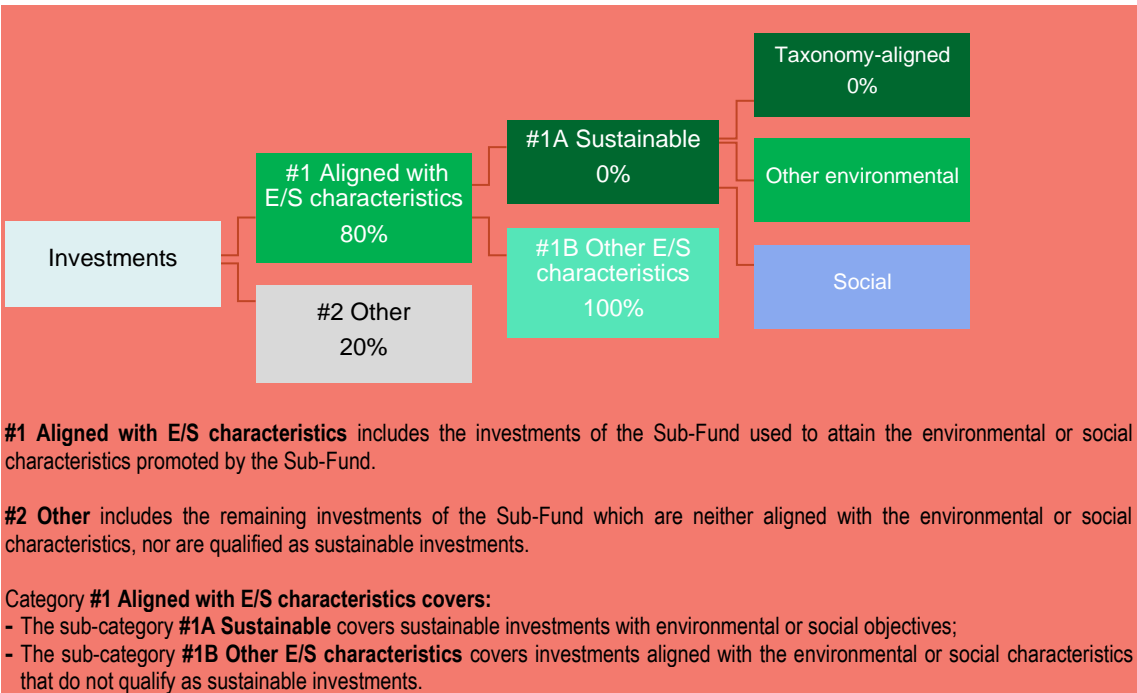 Investments
#1 Aligned with
E/S characteristics
80%
#2 Other
20%
#1A Sustainable
0%
#1B Other E/S
characteristics
100%
Taxonomy-aligned
0%
Other environmental
Social
#1 Aligned with E/S characteristics includes the investments of the Sub-Fund used to attain the environmental or social
characteristics promoted by the Sub-Fund.
#2 Other includes the remaining investments of the Sub-Fund which are neither aligned with the environmental or social
characteristics, nor are qualified as sustainable investments.
Category #1 Aligned with E/S characteristics covers:
- The sub-category #1A Sustainable covers sustainable investments with environmental or social objectives;
- The sub-category #1B Other E/S characteristics covers investments aligned with the environmental or social characteristics
that do not qualify as sustainable investments.